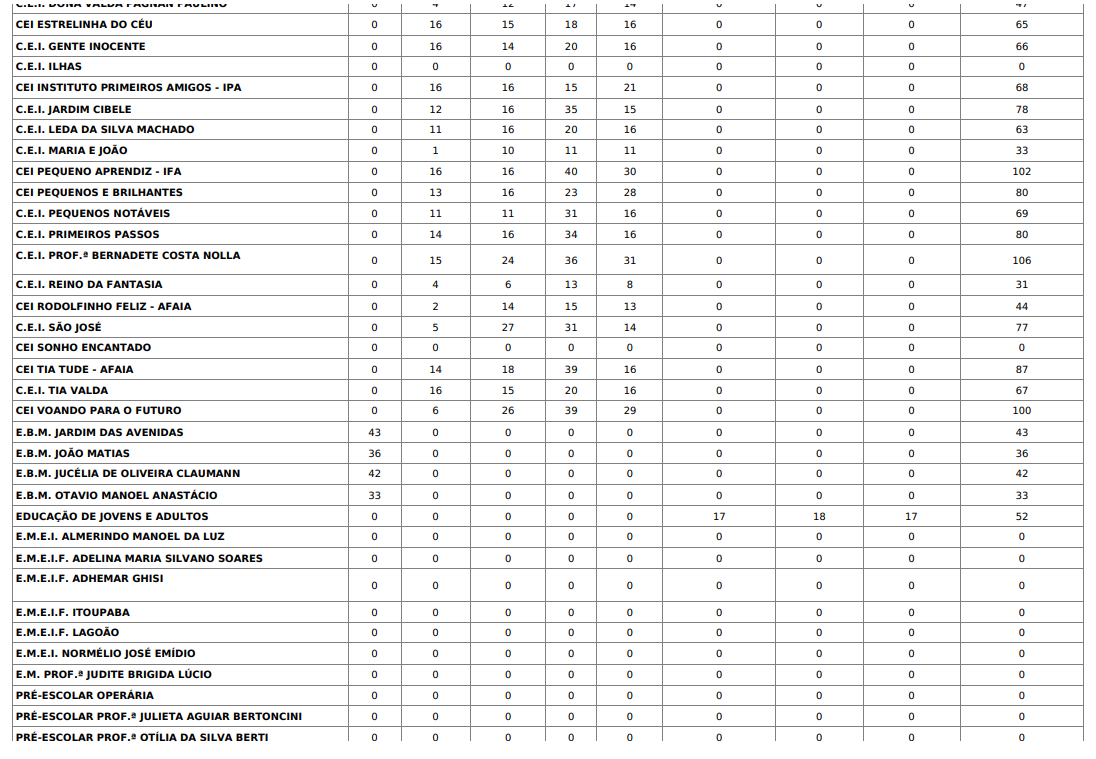 C.E.I. DONA VALDA PAGNAN PAULINO 0 4 12 17 14 0 0 0 47
CEI ESTRELINHA DO CÉU 0 16 15 18 16 0 0 0 65
C.E.I. GENTE INOCENTE 0 16 14 20 16 0 0 0 66
C.E.I. ILHAS 0 0 0 0 0 0 0 0 0
CEI INSTITUTO PRIMEIROS AMIGOS - IPA 0 16 16 15 21 0 0 0 68
C.E.I. JARDIM CIBELE 0 12 16 35 15 0 0 0 78
C.E.I. LEDA DA SILVA MACHADO 0 11 16 20 16 0 0 0 63
C.E.I. MARIA E JOÃO 0 1 10 11 11 0 0 0 33
CEI PEQUENO APRENDIZ - IFA 0 16 16 40 30 0 0 0 102
CEI PEQUENOS E BRILHANTES 0 13 16 23 28 0 0 0 80
C.E.I. PEQUENOS NOTÁVEIS 0 11 11 31 16 0 0 0 69
C.E.I. PRIMEIROS PASSOS 0 14 16 34 16 0 0 0 80
C.E.I. PROF.ª BERNADETE COSTA NOLLA 0 15 24 36 31 0 0 0 106
C.E.I. REINO DA FANTASIA 0 4 6 13 8 0 0 0 31
CEI RODOLFINHO FELIZ - AFAIA 0 2 14 15 13 0 0 0 44
C.E.I. SÃO JOSÉ 0 5 27 31 14 0 0 0 77
CEI SONHO ENCANTADO 0 0 0 0 0 0 0 0 0
CEI TIA TUDE - AFAIA 0 14 18 39 16 0 0 0 87
C.E.I. TIA VALDA 0 16 15 20 16 0 0 0 67
CEI VOANDO PARA O FUTURO 0 6 26 39 29 0 0 0 100
E.B.M. JARDIM DAS AVENIDAS 43 0 0 0 0 0 0 0 43
E.B.M. JOÃO MATIAS 36 0 0 0 0 0 0 0 36
E.B.M. JUCÉLIA DE OLIVEIRA CLAUMANN 42 0 0 0 0 0 0 0 42
E.B.M. OTAVIO MANOEL ANASTÁCIO 33 0 0 0 0 0 0 0 33
EDUCAÇÃO DE JOVENS E ADULTOS 0 0 0 0 0 17 18 17 52
E.M.E.I. ALMERINDO MANOEL DA LUZ 0 0 0 0 0 0 0 0 0
E.M.E.I.F. ADELINA MARIA SILVANO SOARES 0 0 0 0 0 0 0 0 0
E.M.E.I.F. ADHEMAR GHISI 0 0 0 0 0 0 0 0 0
E.M.E.I.F. ITOUPABA 0 0 0 0 0 0 0 0 0
E.M.E.I.F. LAGOÃO 0 0 0 0 0 0 0 0 0
E.M.E.I. NORMÉLIO JOSÉ EMÍDIO 0 0 0 0 0 0 0 0 0
E.M. PROF.ª JUDITE BRIGIDA LÚCIO 0 0 0 0 0 0 0 0 0
PRÉ-ESCOLAR OPERÁRIA 0 0 0 0 0 0 0 0 0
PRÉ-ESCOLAR PROF.ª JULIETA AGUIAR BERTONCINI 0 0 0 0 0 0 0 0 0
PRÉ-ESCOLAR PROF.ª OTÍLIA DA SILVA BERTI 0 0 0 0 0 0 0 0 0